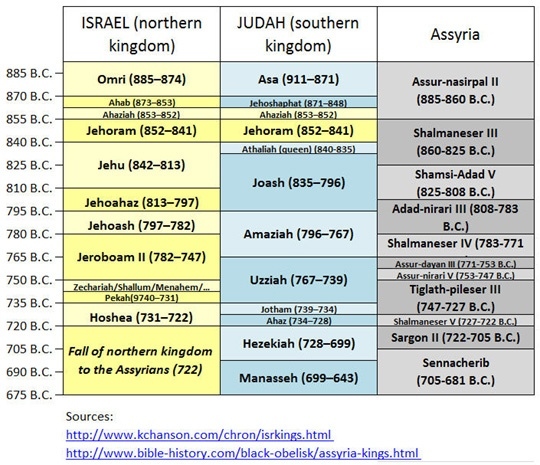 ISRAEL (northern kingdom)
JUDAH (southern kingdom)
Assyria
885 B.C.
870 B.C.
855 B.C.
840 B.C.
825 B.C.
810 B.C.
795 B.C.
780 B.C.
765 B.C.
750 B.C.
735 B.C.
720 B.C.
705 B.C.
690 B.C.
675 B.C.
Omri (885–874)
Ahab (873–853)
Ahaziah (853–852)
Jehoram (852–841)
Jehu (842–813)
Jehoahaz (813–797)
Jehoash (797–782)
Jeroboam II (782–747)
Zechariah/Shallum/Menahem/...
Pekah(9740–731)
Hoshea (731–722)
Fall of northern kingdom
to the Assyrians (722)
Asa (911–871)
Jehoshaphat (871–848)
Ahaziah (853–852)
Jehoram (852–841)
Athaliah (queen) (840-835)
Joash (835–796)
Amaziah (796–767)
Uzziah (767–739)
Jotham (739–734)
Ahaz (734–728)
Hezekiah (728–699)
Manasseh (699–643)
Assur-nasirpal II
(885-860 B.C.)
Shalmaneser III
(860-825 B.C.)
Shamsi-Adad V
(825-808 B.C.)
Adad-nirari III (808-783
B.C.)
Shalmaneser IV (783-771
Assur-dayan III (771-753 B.C.)
Assur-nirari V (753-747 B.C.)
Tiglath-pileser III
(747-727 B.C.)
Shalmaneser V (727-722 B.C.)
Sargon II (722-705 B.C.)
Sennacherib
(705-681 B.C.)
Sources:
http://www.kchanson.com/chron/isrkings.html
http://www.bible-history.com/black-obelisk/assyria-kings.html